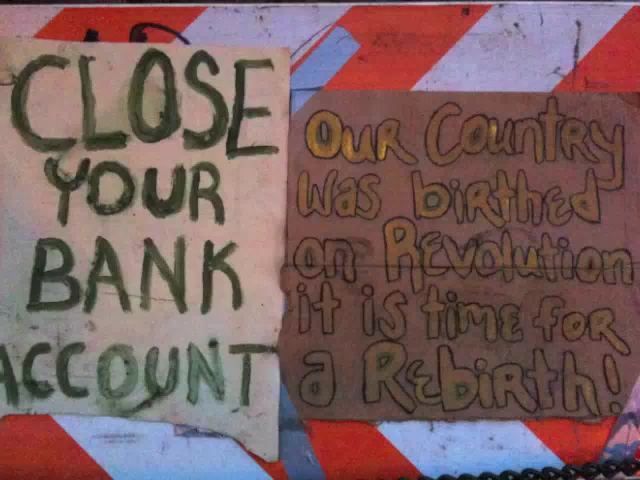 CLOSE
YOUR
BANK
ACCOUNT
OUR COUNTRY
Was biRthed
on REvolution
it is timE foR
a REbiRth!